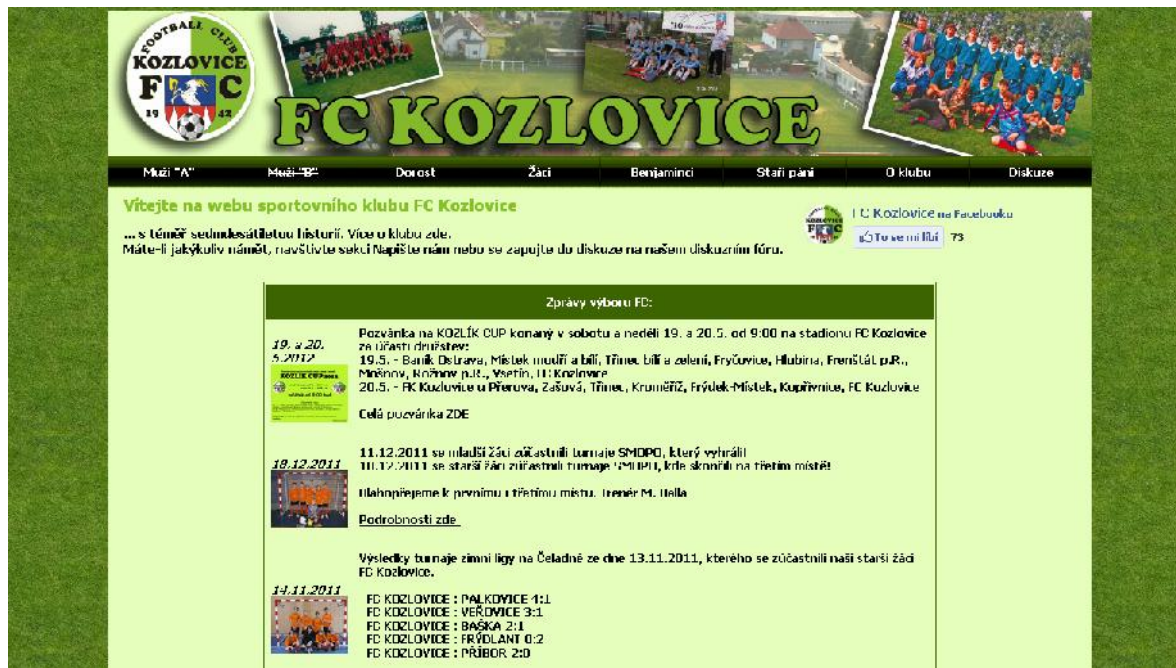 FOOTBALL CLUB
KOZLOVICE
F C
19 42
FC KOZLOVICE
Muži "A" Muži "B" Dorost Žáci Benjamínci Staří páni O klubu Diskuze
Vítejte na webu sportovního klubu FC Kozlovice
... s téměř sedmdesátiletou historií. Více o klubu zde.
Máte-li jakýkoliv námět, navštivte sekci Napište nám nebo se zapojte do diskuze na našem diskuzním fóru.
FC Kozlovice na Facebooku
To se mi líbí 73
Zprávy výboru FC:
19. a 20.
5.2012
Pozvánka na KOZLÍK CUP konaný v sobotu a neděli 19. a 20.5. od 9:00 na stadionu FC Kozlovice
za účasti družstev:
19.5. - Baník Ostrava, Místek modří a bílí, Třinec bílí a zelení, Fryčovice, Hlubina, Frenštát p.R.,
Mošnov, Rožnov p.R., Vsetín, FC Kozlovice
20.5. - FK Kozlovice u Přerova, Zašová, Třinec, Kroměříž, Frýdek-Místek, Kopřivnice, FC Kozlovice
Celá pozvánka ZDE
18.12.2011
11.12.2011 se mladší žáci zúčastnili turnaje SMOPO, který vyhráli!
10.12.2011 se starší žáci zúčastnili turnaje SMOPO, kde skončili na třetím místě!
Blahopřejeme k prvnímu i třetímu místu. Trenér M. Halla
Podrobnosti zde
14.11.2011
Výsledky turnaje zimní ligy na Čeladné ze dne 13.11.2011, kterého se zúčastnili naši starší žáci
FC Kozlovice.
FC KOZLOVICE : PALKOVICE 4:1
FC KOZLOVICE : VEŘOVICE 3:1
FC KOZLOVICE : BAŠKA 2:1
FC KOZLOVICE : FRÝDLANT 0:2
FC KOZLOVICE : PŘÍBOR 2:0